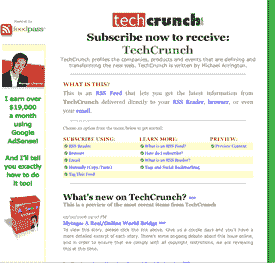 feedpass
I earn over
$19,000
a month
using
Google
AdSense!
And I'll tell
you exactly
how to do
it too!
techcrunch
Subscribe now to receive:
TechCrunch
TechCrunch profiles the companies, products and events that are defining and
transforming the new web. TechCrunch is written by Michael Arrington.
WHAT IS THIS?
This is an RSS Feed that lets you get the latest information from
TechCrunch delivered directly to your RSS Reader, browser, or even
your email.
Choose an option from the menu below to get started:
SUBSCRIBE USING: LEARN MORE: PREVIEW:
RSS Reader What is an RSS Feed? Preview Content
Browser How do I subscribe?
Email What is an RSS Reader?
Manually (Copy/Paste) Tags and Social Bookmarking
Tag This Feed
What's new on TechCrunch?
This is a preview of the most recent items from TechCrunch
A Real/Online World Bridge
To view this story, please click the title above. Give us a couple days and you'll have a
more detailed excerpt of each story. There's some ongoing debate about this issue online,
and in order to ensure that we comply with all copyright restrictions, we are reviewing
this at this time.